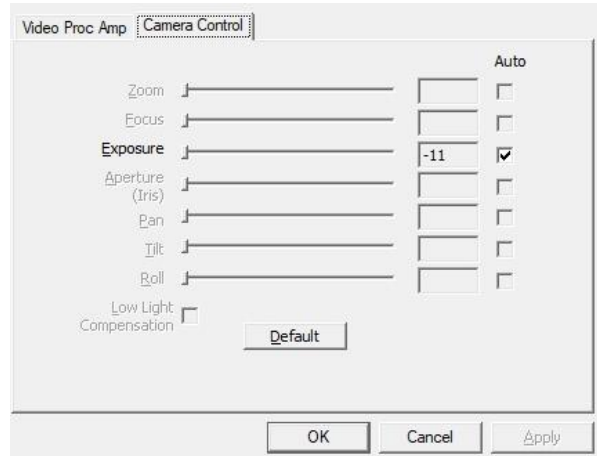 Video Proc Amp Camera Control
Auto
Zoom
Focus
Exposure -11
Aperture
(Iris)
Pan
Tilt
Roll
Low Light
Compensation
Default
OK Cancel Apply